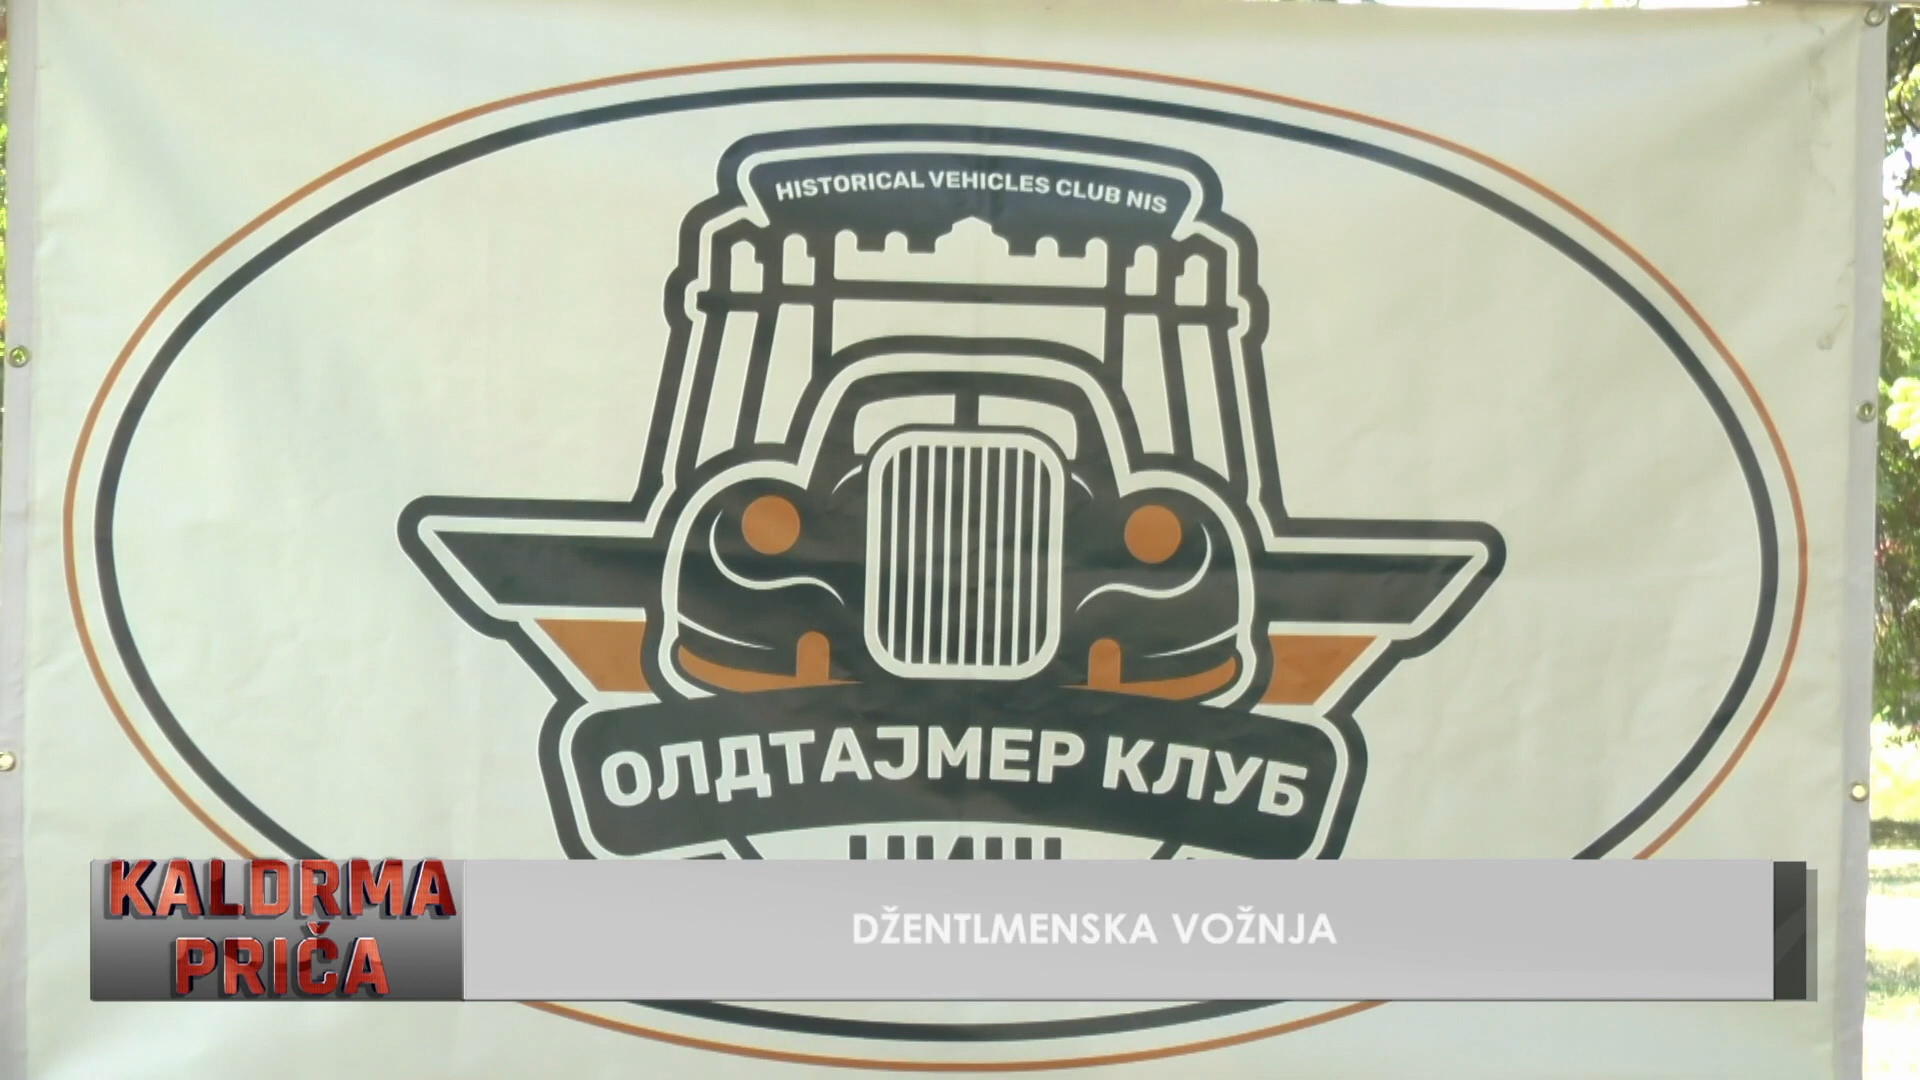 HISTORICAL VEHICLES CLUB NIS
ОЛДТАЈМЕР КЛУБ
KALDRMA
PRIČA
DŽENTLMENSKA VOŽNJA